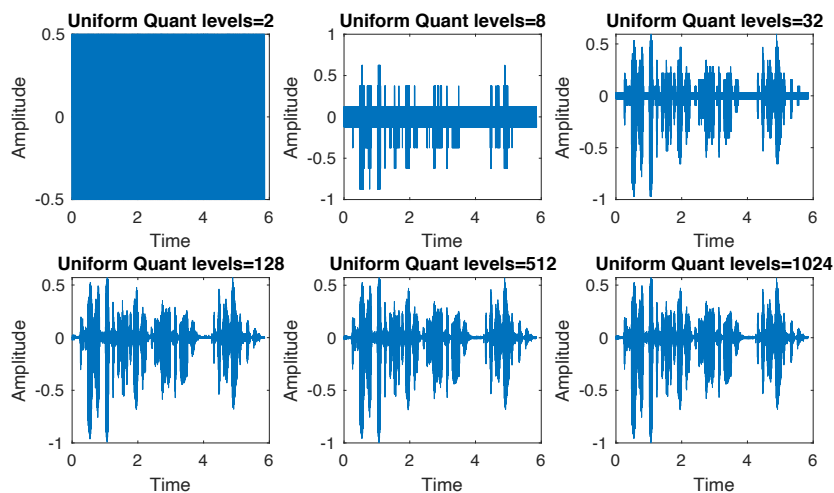 Uniform Quant levels=2
0.5
0
-0.5
Amplitude
0 2 4 6
Time
Uniform Quant levels=8
1
0.5
0
-0.5
-1
Amplitude
0 2 4 6
Time
Uniform Quant levels=32
0.5
0
-0.5
-1
Amplitude
0 2 4 6
Time
Uniform Quant levels=128
0.5
0
-0.5
-1
Amplitude
0 2 4 6
Time
Uniform Quant levels=512
0.5
0
-0.5
-1
Amplitude
0 2 4 6
Time
Uniform Quant levels=1024
0.5
0
-0.5
-1
Amplitude
0 2 4 6
Time